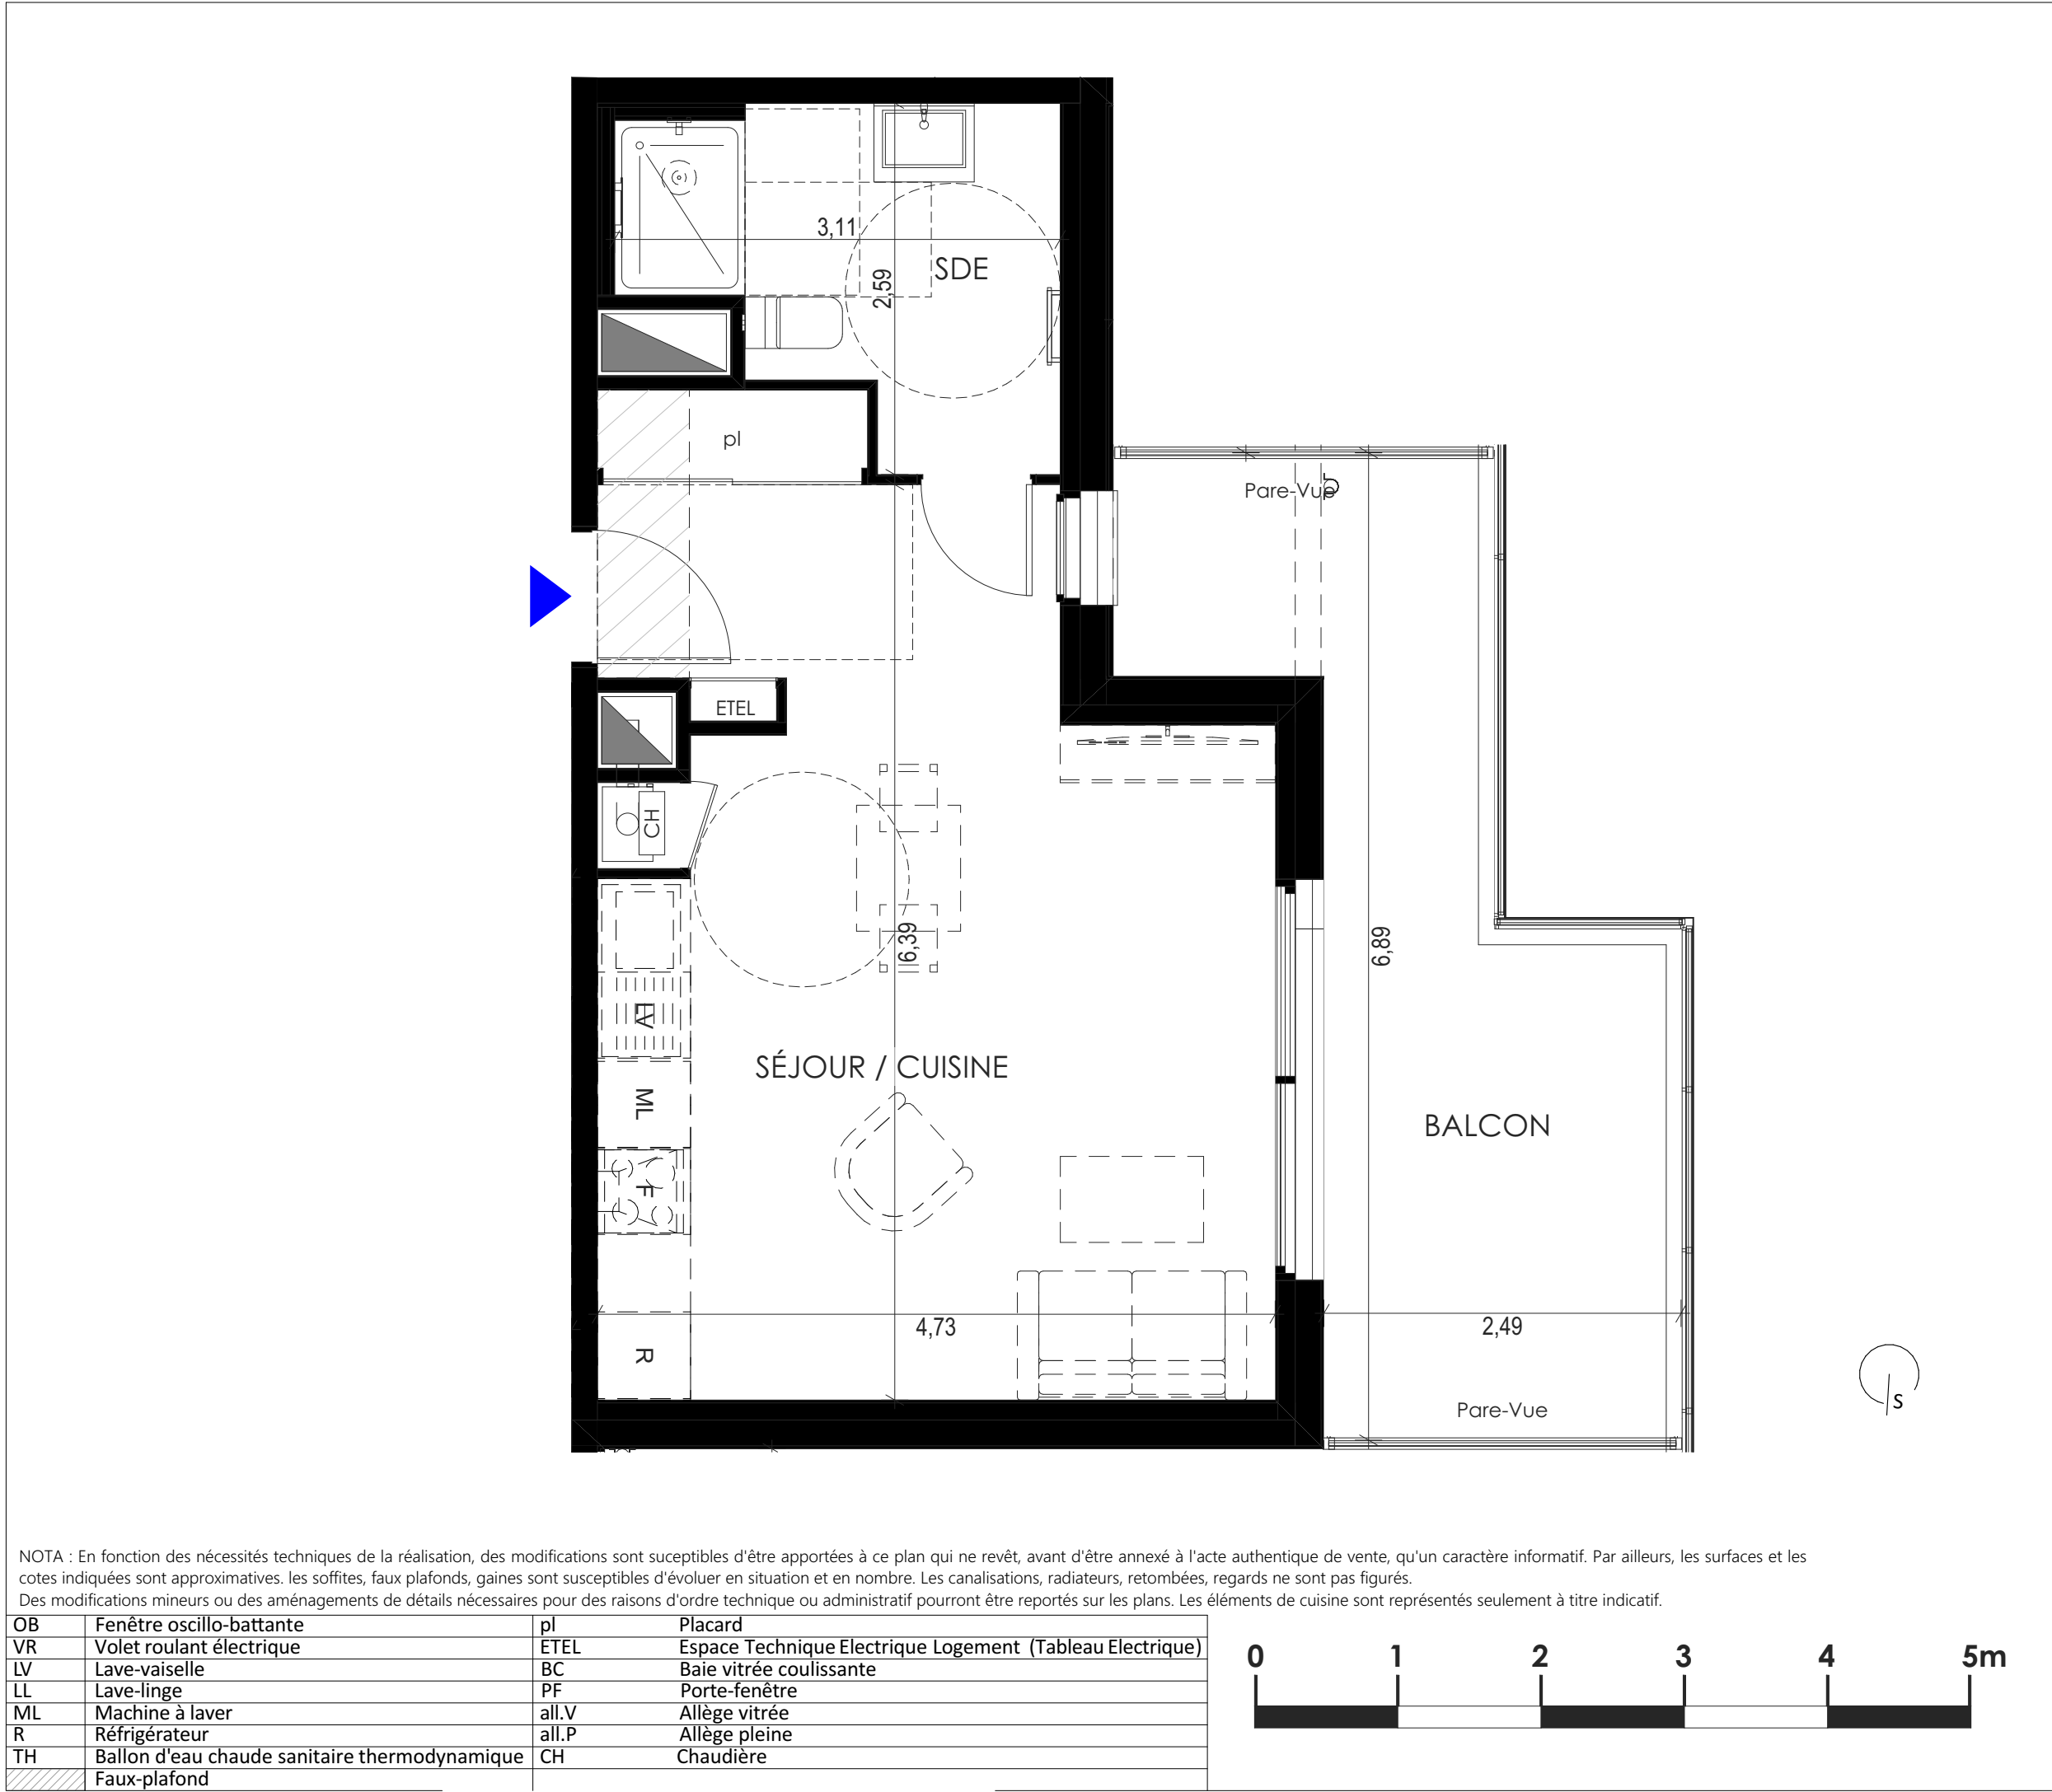 3,11
SDE
2,59
pl
Pare-Vue
ETEL
CH
6,39
6,89
LV
SÉJOUR / CUISINE
ML
BALCON
F
4,73
2,49
R
Pare-Vue
S
NOTA : En fonction des nécessités techniques de la réalisation, des modifications sont suceptibles d'être apportées à ce plan qui ne revêt, avant d'être annexé à l'acte authentique de vente, qu'un caractère informatif. Par ailleurs, les surfaces et les
cotes indiquées sont approximatives. les soffites, faux plafonds, gaines sont susceptibles d'évoluer en situation et en nombre. Les canalisations, radiateurs, retombées, regards ne sont pas figurés.
Des modifications mineurs ou des aménagements de détails nécessaires pour des raisons d'ordre technique ou administratif pourront être reportés sur les plans. Les éléments de cuisine sont représentés seulement à titre indicatif.
OB Fenêtre oscillo-battante pl Placard
VR Volet roulant électrique ETEL Espace Technique Electrique Logement (Tableau Electrique)
LV Lave-vaiselle BC Baie vitrée coulissante
LL Lave-linge PF Porte-fenêtre
ML Machine à laver all.V Allège vitrée
R Réfrigérateur all.P Allège pleine
TH Ballon d'eau chaude sanitaire thermodynamique CH Chaudière
Faux-plafond
0 1 2 3 4 5m